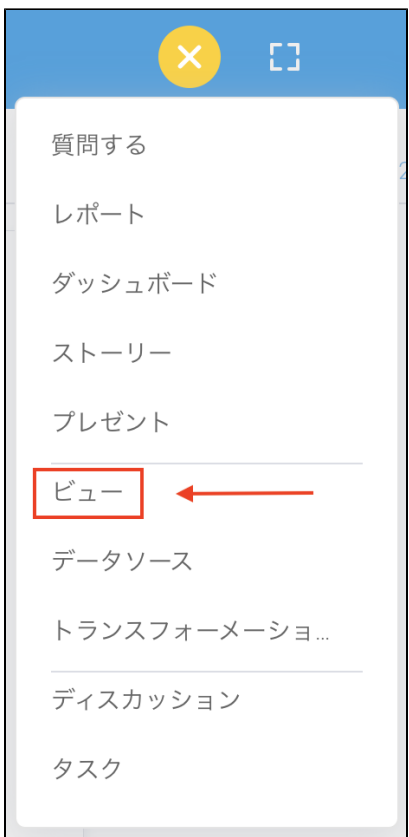 質問する
レポート
ダッシュボード
ストーリー
プレゼント
ビュー
データソース
トランスフォーメーショ...
ディスカッション
タスク